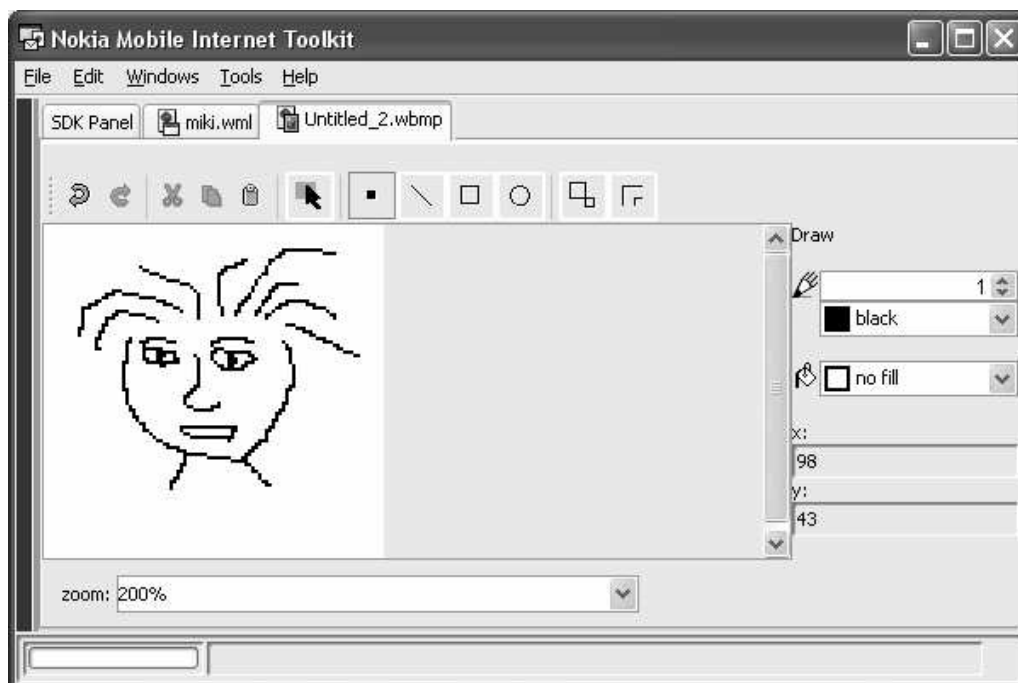 Nokia Mobile Internet Toolkit
File Edit Windows Tools Help
SDK Panel miki.wml Untitled_2.wbmp
Draw
1
black
no fill
x:
98
y:
43
zoom: 200%